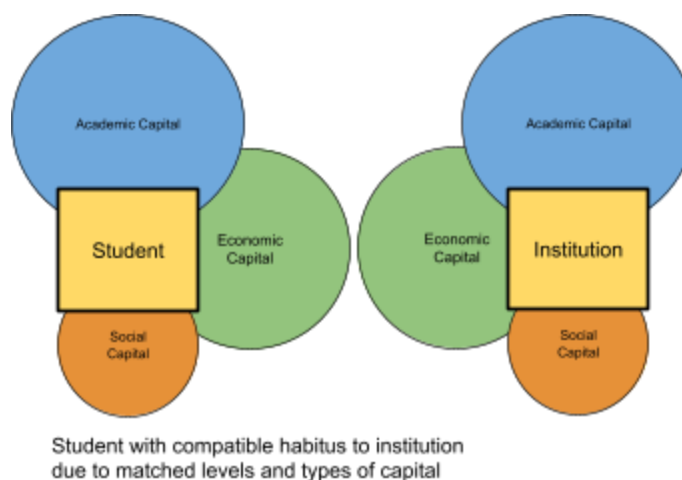 Academic Capital
Student
Economic
Capital
Social
Capital
Academic Capital
Economic
Capital
Institution
Social
Capital
Student with compatible habitus to institution
due to matched levels and types of capital